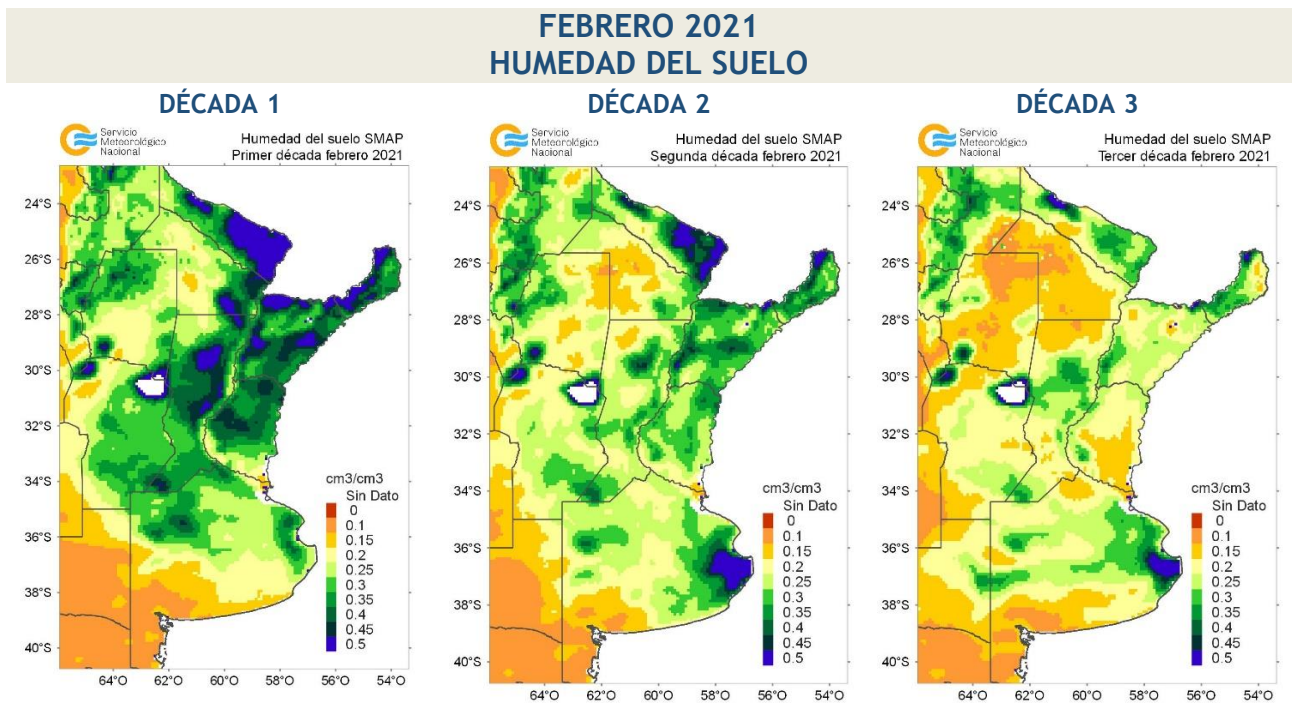 FEBRERO 2021
HUMEDAD DEL SUELO
DÉCADA 1
Servicio
Meteorológico
Nacional
Humedad del suelo SMAP
Primer década febrero 2021
24°S
26°S
28°S
30°S
32°S
34°S
36°S
38°S
40°S
64°O 62°O 60°O 58°O 56°O 54°O
cm3/cm3
Sin Dato
0
0.1
0.15
0.2
0.25
0.3
0.35
0.4
0.45
0.5
DÉCADA 2
Servicio
Meteorológico
Nacional
Humedad del suelo SMAP
Segunda década febrero 2021
24°S
26°S
28°S
30°S
32°S
34°S
36°S
38°S
40°S
64°O 62°O 60°O 58°O 56°O 54°O
cm3/cm3
Sin Dato
0
0.1
0.15
0.2
0.25
0.3
0.35
0.4
0.45
0.5
DÉCADA 3
Servicio
Meteorológico
Nacional
Humedad del suelo SMAP
Tercer década febrero 2021
24°S
26°S
28°S
30°S
32°S
34°S
36°S
38°S
40°S
64°O 62°O 60°O 58°O 56°O 54°O
cm3/cm3
Sin Dato
0
0.1
0.15
0.2
0.25
0.3
0.35
0.4
0.45
0.5